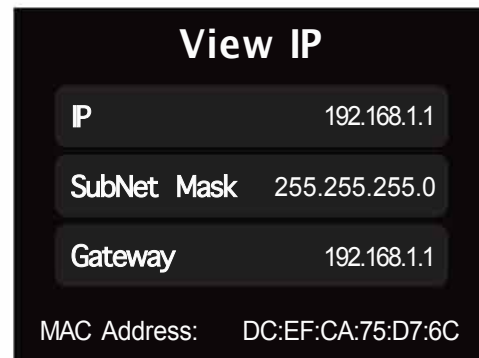 View IP
IP 192.168.1.1
SubNet Mask 255.255.255.0
Gateway 192.168.1.1
MAC Address: DC:EF:CA:75:D7:6C